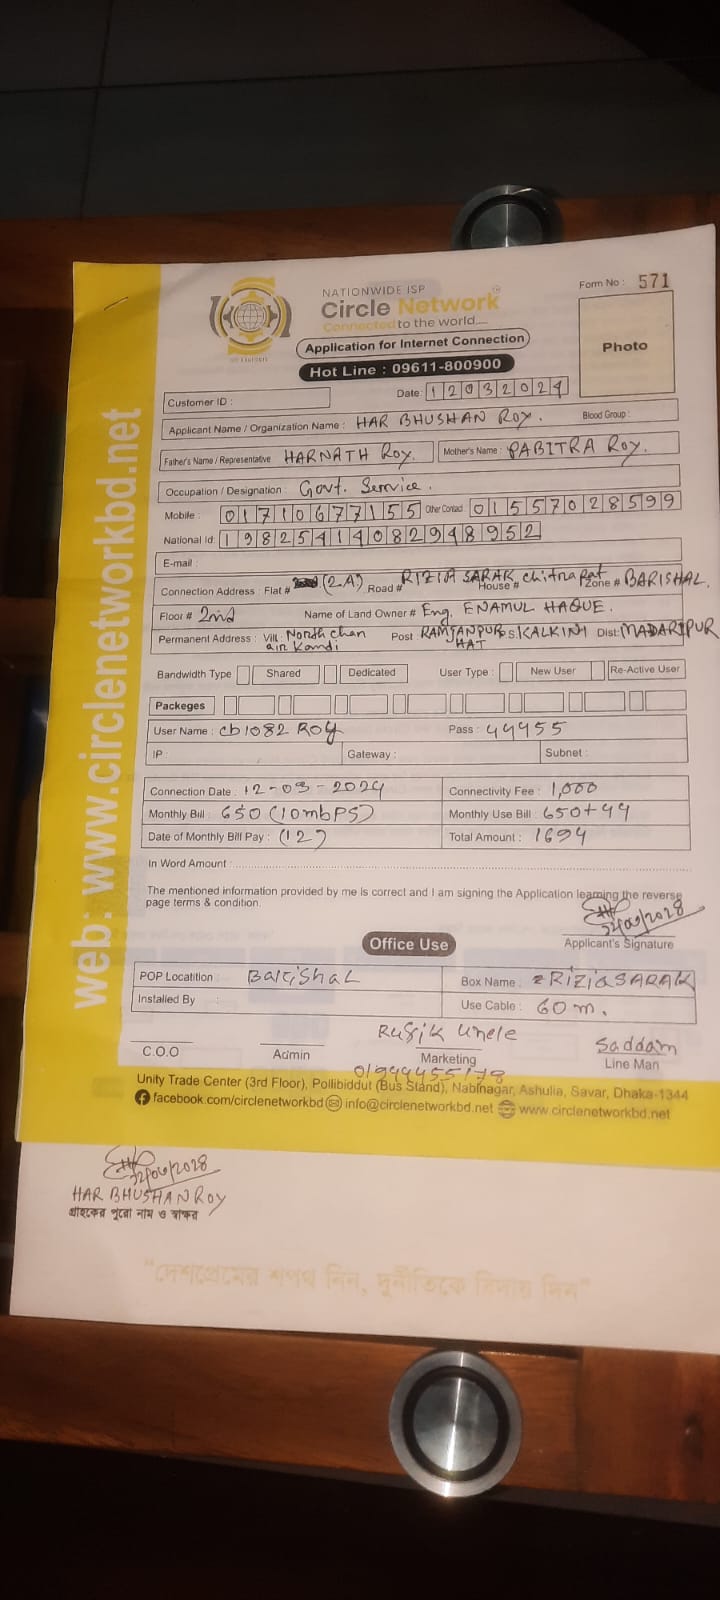 NATIONWIDE ISP
Circle Network
Connected to the world....
Form No : 571
Application for Internet Connection
Photo
Hot Line : 09611-800900
Customer ID :
Date: 12032024
Applicant Name / Organization Name : HAR BHUSHAN ROY. Blood Group :
Father's Name / Representative HARNATH ROY. Mother's Name : PABITRA ROY.
Occupation / Designation : Govt. Service.
Mobile : 01710677155 Other Contact 01557028599
National Id 19825414082948952
E-mail :
Connection Address : Flat # (2A) Road # RIZIA SARAK House # Zone # BARISHAL.
Floor # 2nd Name of Land Owner # Eng. ENAMUL HAQUE.
Permanent Address : Vill: North chan Post : RAMJANPUR HAT P.S: KALKINI Dist: MADARIPUR
Bandwidth Type Shared Dedicated User Type : New User Re-Active User
Packeges
User Name : cb1082 ROY Pass : 44455
IP : Gateway : Subnet :
Connection Date : 12-03-2024 Connectivity Fee : 1,000
Monthly Bill : 650 (10mbPS) Monthly Use Bill : 650+44
Date of Monthly Bill Pay : (12) Total Amount : 1694
In Word Amount :
The mentioned information provided by me is correct and I am signing the Application learning the reverse
page terms & condition.
Applicant's Signature
Office Use
POP Locatition : BariShaL Box Name : RIZIA SARAK
Installed By : Use Cable : 60 m.
Rafik Uncle
Saddam
C.O.O Admin Marketing Line Man
Unity Trade Center (3rd Floor), Pollibiddut (Bus Stand), Nabinagar, Ashulia, Savar, Dhaka-1344
facebook.com/circlenetworkbd info@circlenetworkbd.net www.circlenetworkbd.net
web: www.circlenetworkbd.net
HAR BHUSHAN ROY
গ্রাহকের পুরো নাম ও স্বাক্ষর
“দেশপ্রেমের শপথ নিন, দুর্নীতিকে বিদায় দিন”